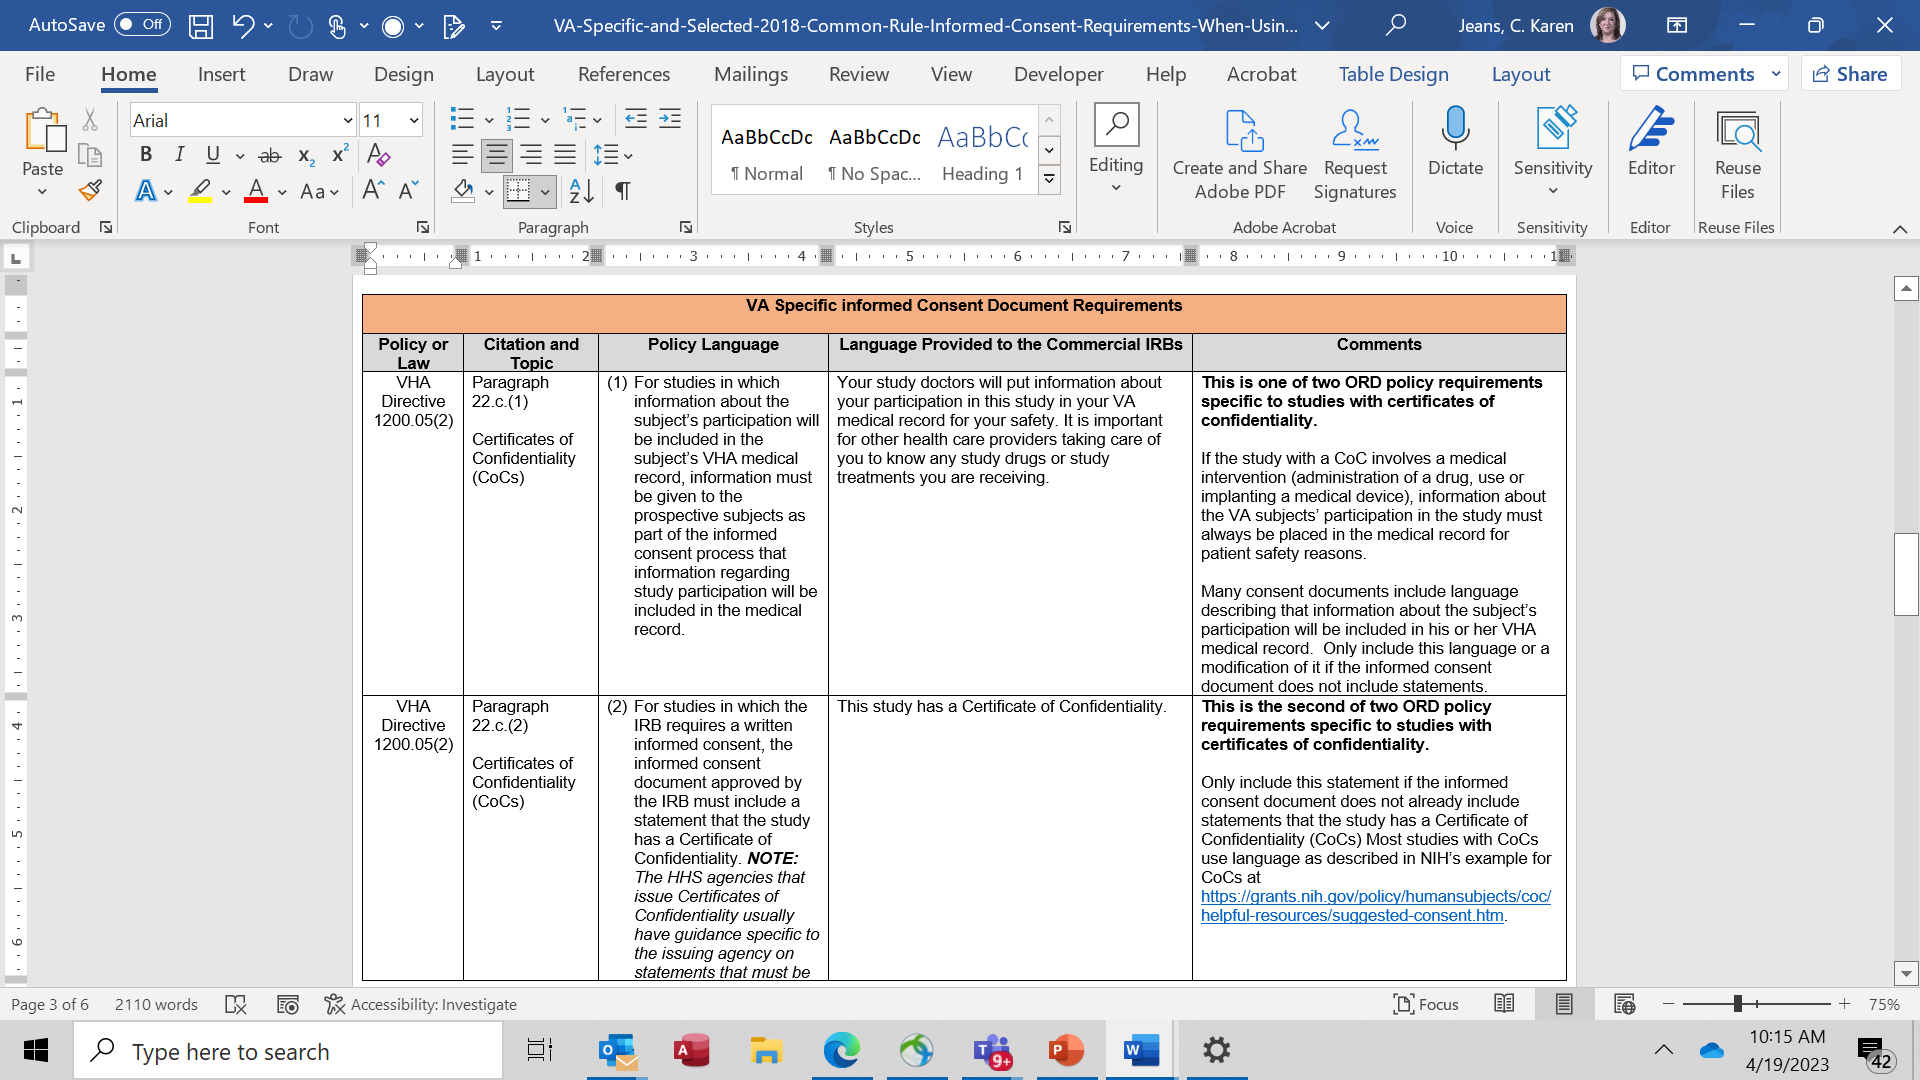 AutoSave Off VA-Specific-and-Selected-2018-Common-Rule-Informed-Consent-Requirements-When-Usin... Jeans, C. Karen
File Home Insert Draw Design Layout References Mailings Review View Developer Help Acrobat Table Design Layout Comments Share
Paste
Clipboard
Arial 11
B I U ab x2 x2 A
A A Aa A A
Font
Paragraph
AaBbCcDc AaBbCcDc AaBbCc
¶ Normal ¶ No Spac... Heading 1
Styles
Editing
Create and Share
Adobe PDF
Request
Signatures
Adobe Acrobat
Dictate
Voice
Sensitivity
Sensitivity
Editor
Editor
Reuse
Files
Reuse Files
1 2 3 4 5 6 7 8 9 10
VA Specific informed Consent Document Requirements
Policy or
Law
Citation and
Topic
Policy Language
Language Provided to the Commercial IRBs
Comments
VHA
Directive
1200.05(2)
Paragraph
22.c.(1)
Certificates of
Confidentiality
(CoCs)
(1) For studies in which
information about the
subject's participation will
be included in the
subject's VHA medical
record, information must
be given to the
prospective subjects as
part of the informed
consent process that
information regarding
study participation will be
included in the medical
record.
Your study doctors will put information about
your participation in this study in your VA
medical record for your safety. It is important
for other health care providers taking care of
you to know any study drugs or study
treatments you are receiving.
This is one of two ORD policy requirements
specific to studies with certificates of
confidentiality.
If the study with a CoC involves a medical
intervention (administration of a drug, use or
implanting a medical device), information about
the VA subjects' participation in the study must
always be placed in the medical record for
patient safety reasons.
Many consent documents include language
describing that information about the subject's
participation will be included in his or her VHA
medical record.  Only include this language or a
modification of it if the informed consent
document does not include statements.
VHA
Directive
1200.05(2)
Paragraph
22.c.(2)
Certificates of
Confidentiality
(CoCs)
(2) For studies in which the
IRB requires a written
informed consent, the
informed consent
document approved by
the IRB must include a
statement that the study
has a Certificate of
Confidentiality. NOTE:
The HHS agencies that
issue Certificates of
Confidentiality usually
have guidance specific to
the issuing agency on
statements that must be
This study has a Certificate of Confidentiality.
This is the second of two ORD policy
requirements specific to studies with
certificates of confidentiality.
Only include this statement if the informed
consent document does not already include
statements that the study has a Certificate of
Confidentiality (CoCs) Most studies with CoCs
use language as described in NIH's example for
CoCs at
https://grants.nih.gov/policy/humansubjects/coc/
helpful-resources/suggested-consent.htm.
1
2
3
4
5
6
Page 3 of 6 2110 words Accessibility: Investigate Focus 75%
Type here to search
9+
10:15 AM
4/19/2023
42